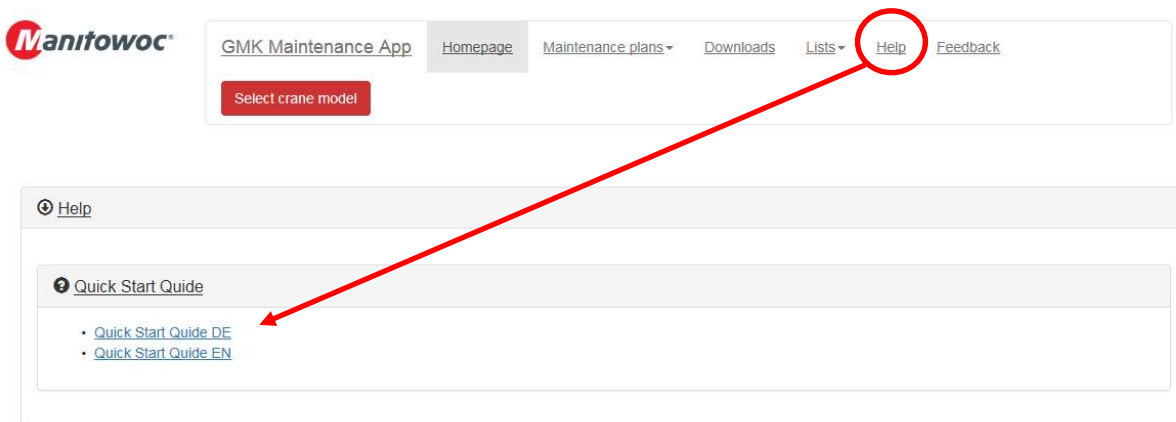 Manitowoc®
GMK Maintenance App Homepage Maintenance plans Downloads Lists Help Feedback
Select crane model
Help
Quick Start Quide
• Quick Start Quide DE
• Quick Start Quide EN